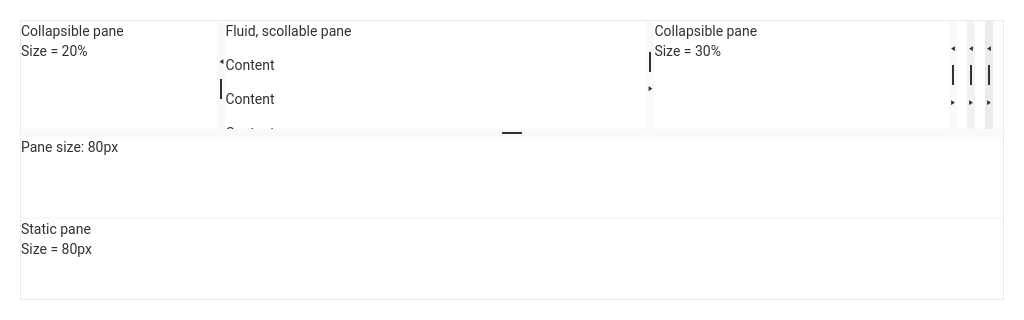 Collapsible pane
Size = 20%
Fluid, scollable pane
Content
Content
Collapsible pane
Size = 30%
Pane size: 80px
Static pane
Size = 80px